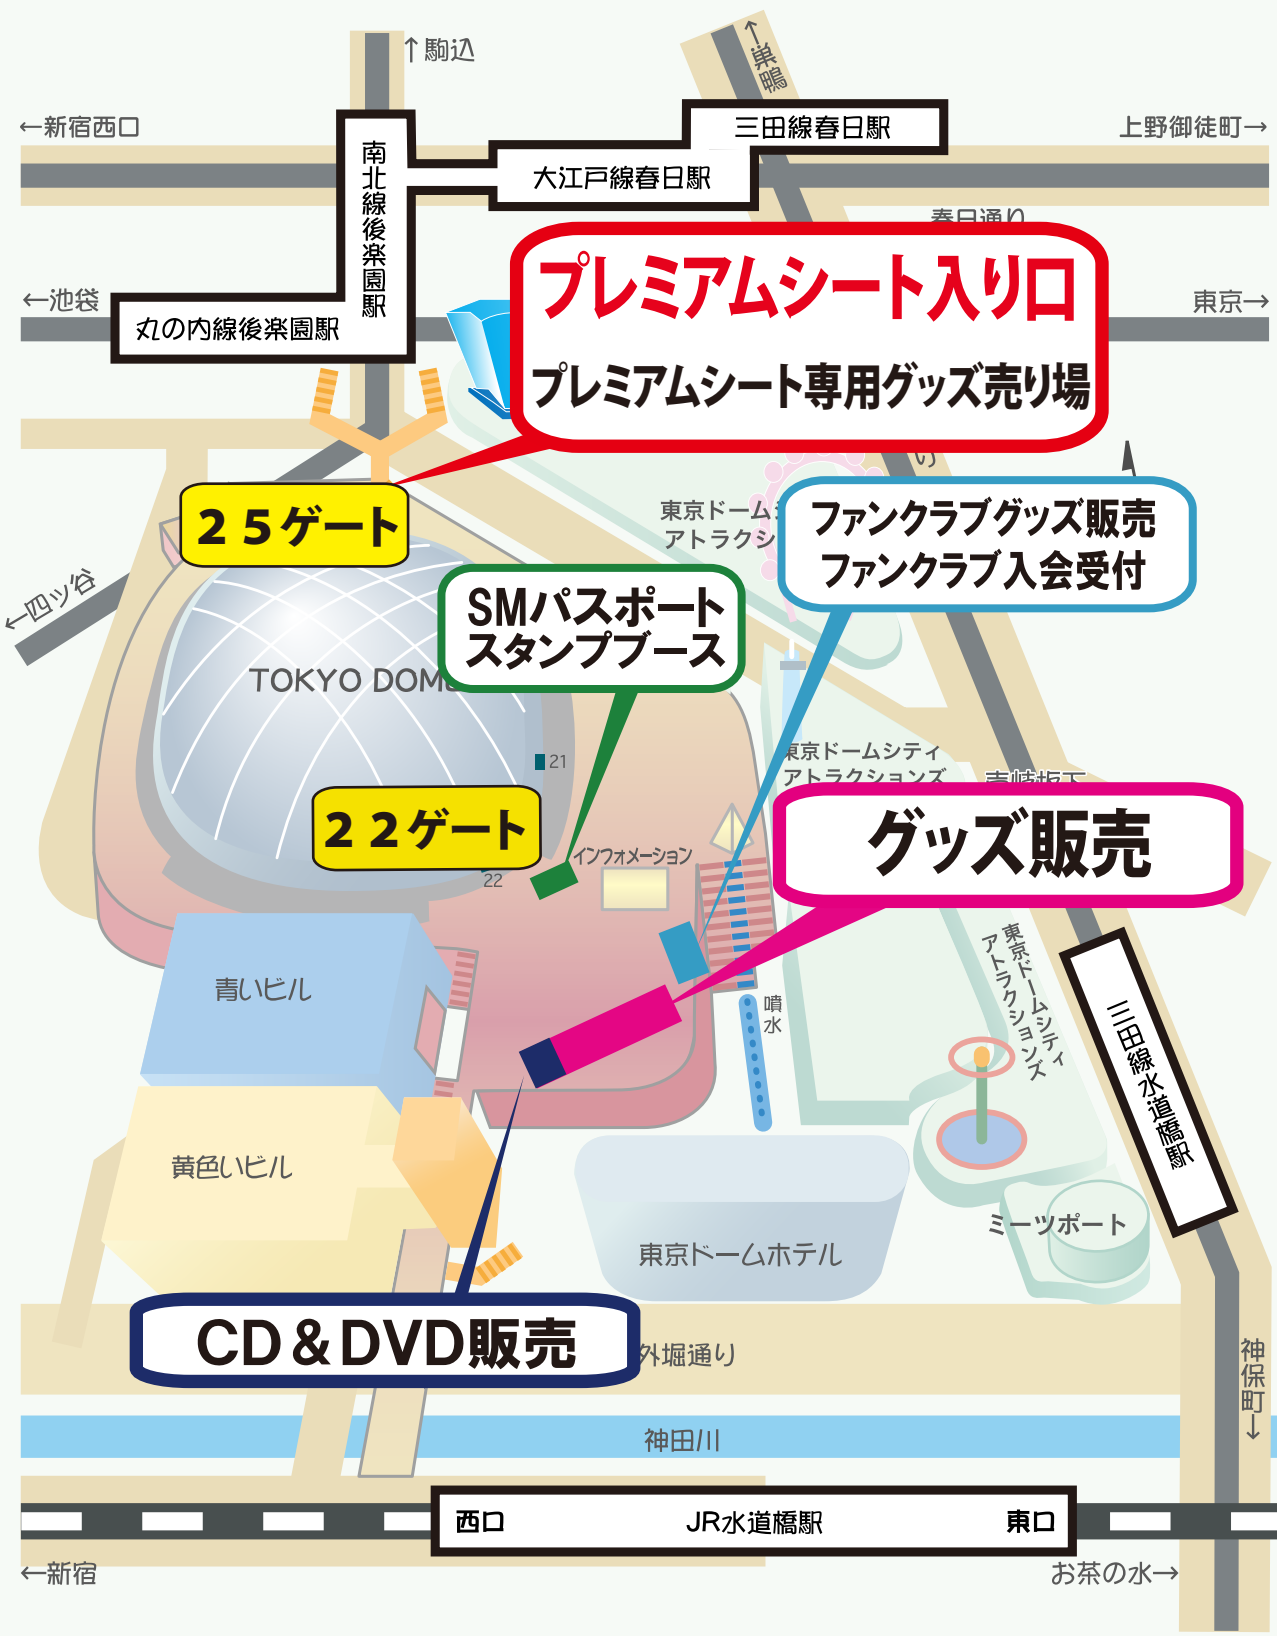 ↑駒込
←巣鴨
←新宿西口
三田線春日駅
上野御徒町→
南北線後楽園駅
大江戸線春日駅
春日通り
←池袋
丸の内線後楽園駅
東京→
プレミアムシート入り口
プレミアムシート専用グッズ売り場
り
25ゲート
東京ドームシ
アトラクシ
ファンクラブグッズ販売
ファンクラブ入会受付
←四ツ谷
SMパスポート
スタンプブース
TOKYO DOM
21
東京ドームシティ
アトラクションズ
壱岐坂下
22ゲート
22
インフォメーション
グッズ販売
青いビル
噴水
東京ドームシティ
アトラクションズ
三田線水道橋駅
黄色いビル
ミーツポート
東京ドームホテル
CD&DVD販売
外堀通り
神保町→
神田川
西口
JR水道橋駅
東口
←新宿
お茶の水→